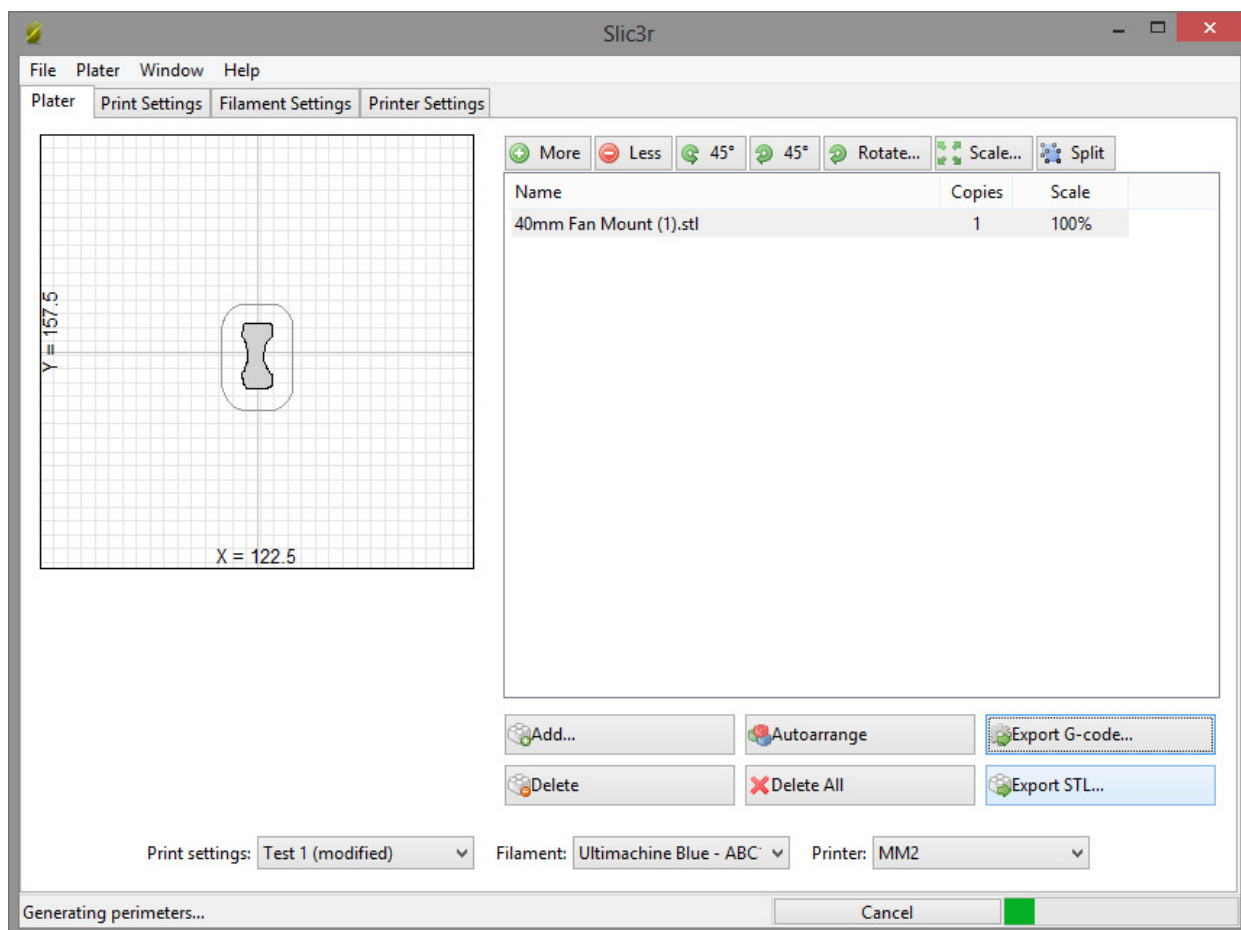 Slic3r
File Plater Window Help
Plater Print Settings Filament Settings Printer Settings
More Less 45° 45° Rotate... Scale... Split
Name Copies Scale
40mm Fan Mount (1).stl 1 100%
Y = 157.5
X = 122.5
Add... Autoarrange Export G-code...
Delete Delete All Export STL...
Print settings: Test 1 (modified) Filament: Ultimachine Blue - ABC Printer: MM2
Generating perimeters... Cancel